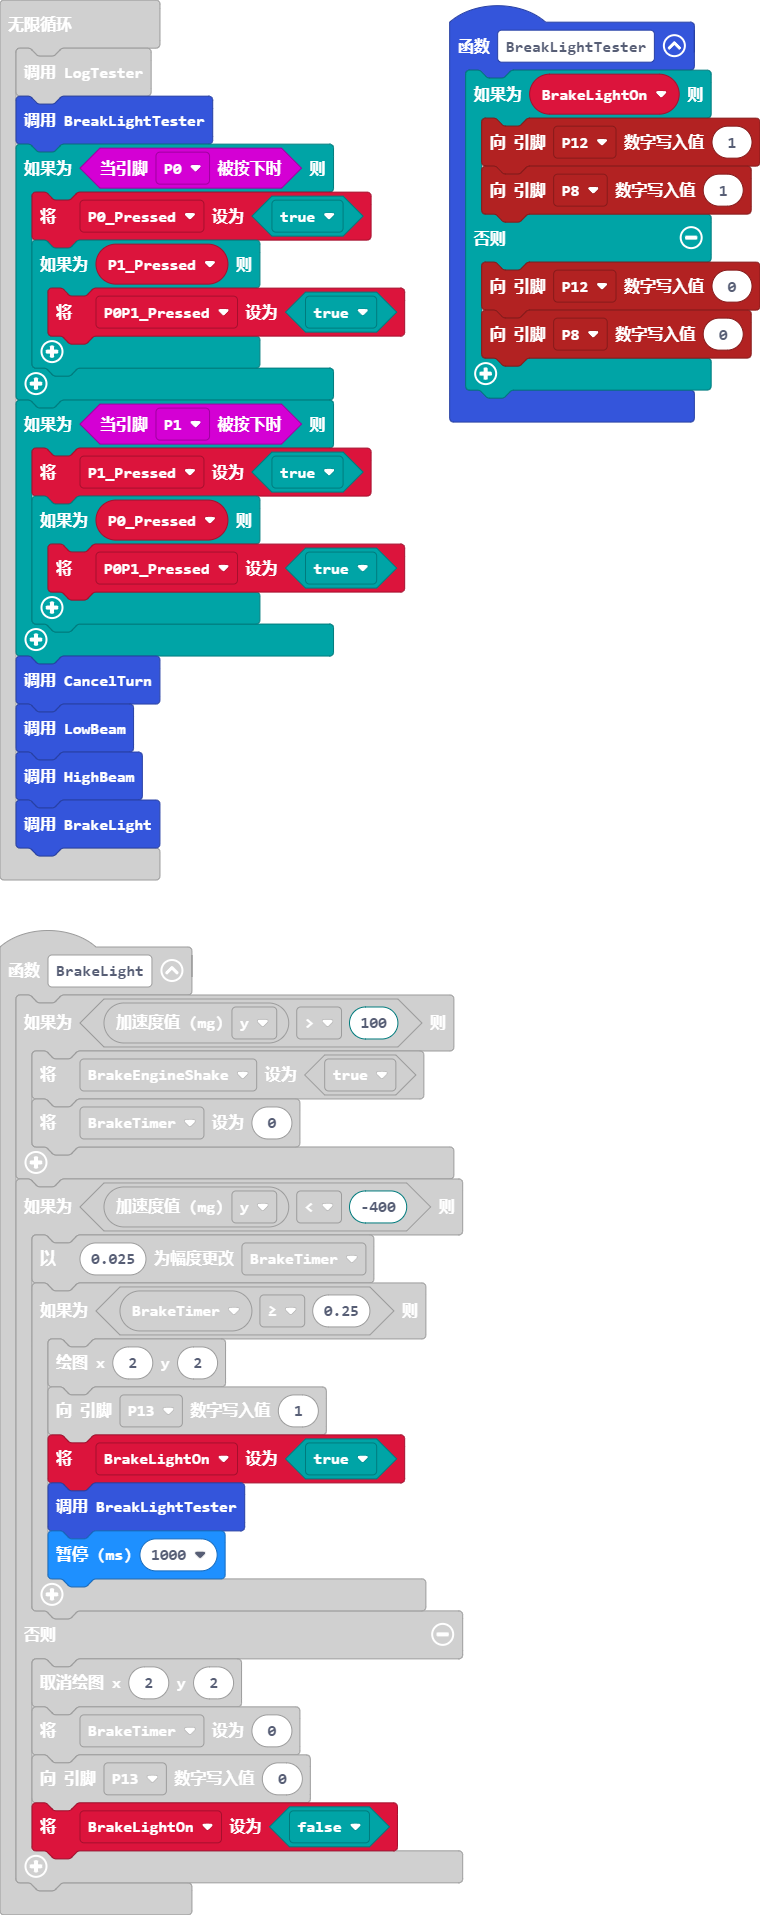 无限循环
调用 LogTester
调用 BreakLightTester
如果为 当引脚 P0 被按下时 则
将 P0_Pressed 设为 true
如果为 P1_Pressed 则
将 P0P1_Pressed 设为 true
如果为 当引脚 P1 被按下时 则
将 P1_Pressed 设为 true
如果为 P0_Pressed 则
将 P0P1_Pressed 设为 true
调用 CancelTurn
调用 LowBeam
调用 HighBeam
调用 BrakeLight
函数 BreakLightTester
如果为 BrakeLightOn 则
向 引脚 P12 数字写入值 1
向 引脚 P8 数字写入值 1
否则
向 引脚 P12 数字写入值 0
向 引脚 P8 数字写入值 0
函数 BrakeLight
如果为 加速度值 (mg) y > 100 则
将 BrakeEngineShake 设为 true
将 BrakeTimer 设为 0
如果为 加速度值 (mg) y < -400 则
以 0.025 为幅度更改 BrakeTimer
如果为 BrakeTimer ≥ 0.25 则
绘图 x 2 y 2
向 引脚 P13 数字写入值 1
将 BrakeLightOn 设为 true
调用 BreakLightTester
暂停 (ms) 1000
否则
取消绘图 x 2 y 2
将 BrakeTimer 设为 0
向 引脚 P13 数字写入值 0
将 BrakeLightOn 设为 false